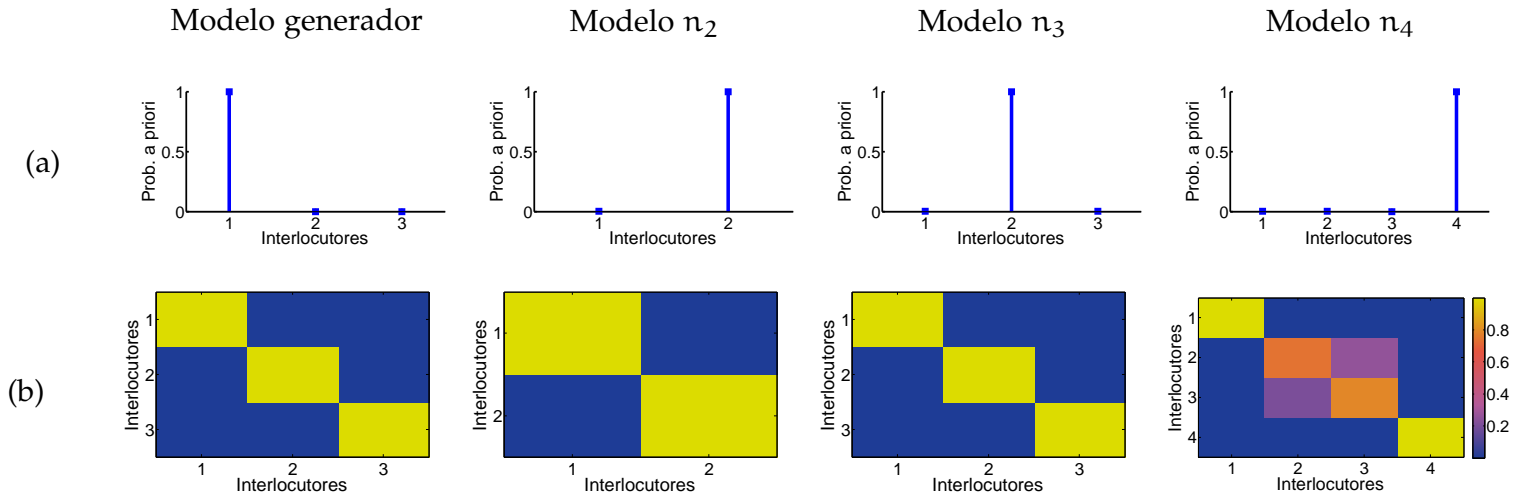 Modelo generador
Modelo n2
Modelo n3
Modelo n4
(a)
Prob. a priori
1
0.5
0
1 2 3
Interlocutores
Prob. a priori
1
0.5
0
1 2
Interlocutores
Prob. a priori
1
0.5
0
1 2 3
Interlocutores
Prob. a priori
1
0.5
0
1 2 3 4
Interlocutores
(b)
Interlocutores
1
2
3
1 2 3
Interlocutores
Interlocutores
1
2
1 2
Interlocutores
Interlocutores
1
2
3
1 2 3
Interlocutores
Interlocutores
1
2
3
4
1 2 3 4
Interlocutores
0.8
0.6
0.4
0.2